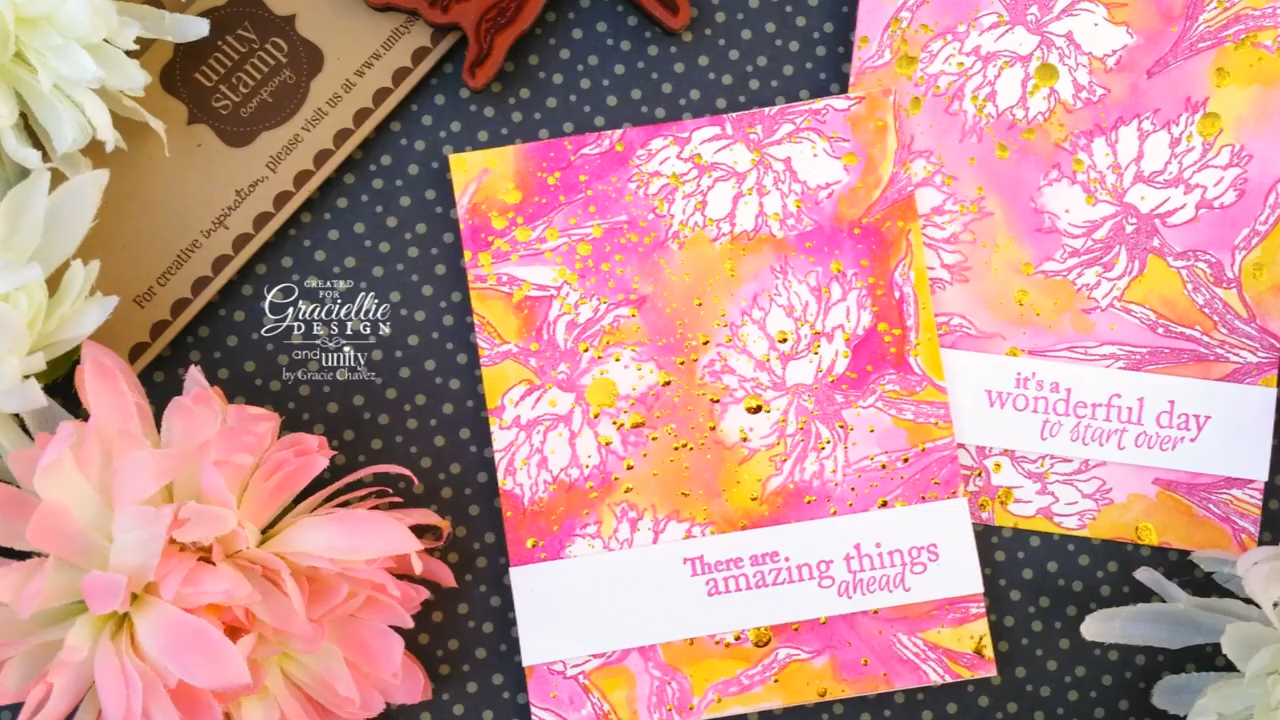 unity
stamp
company
For creative inspiration, please visit us at www.unitys
CREATED
FOR
Graciellie
DESIGN
and unity
by Gracie Chavez
it's a
wonderful day
to start over
There are
amazing things
ahead